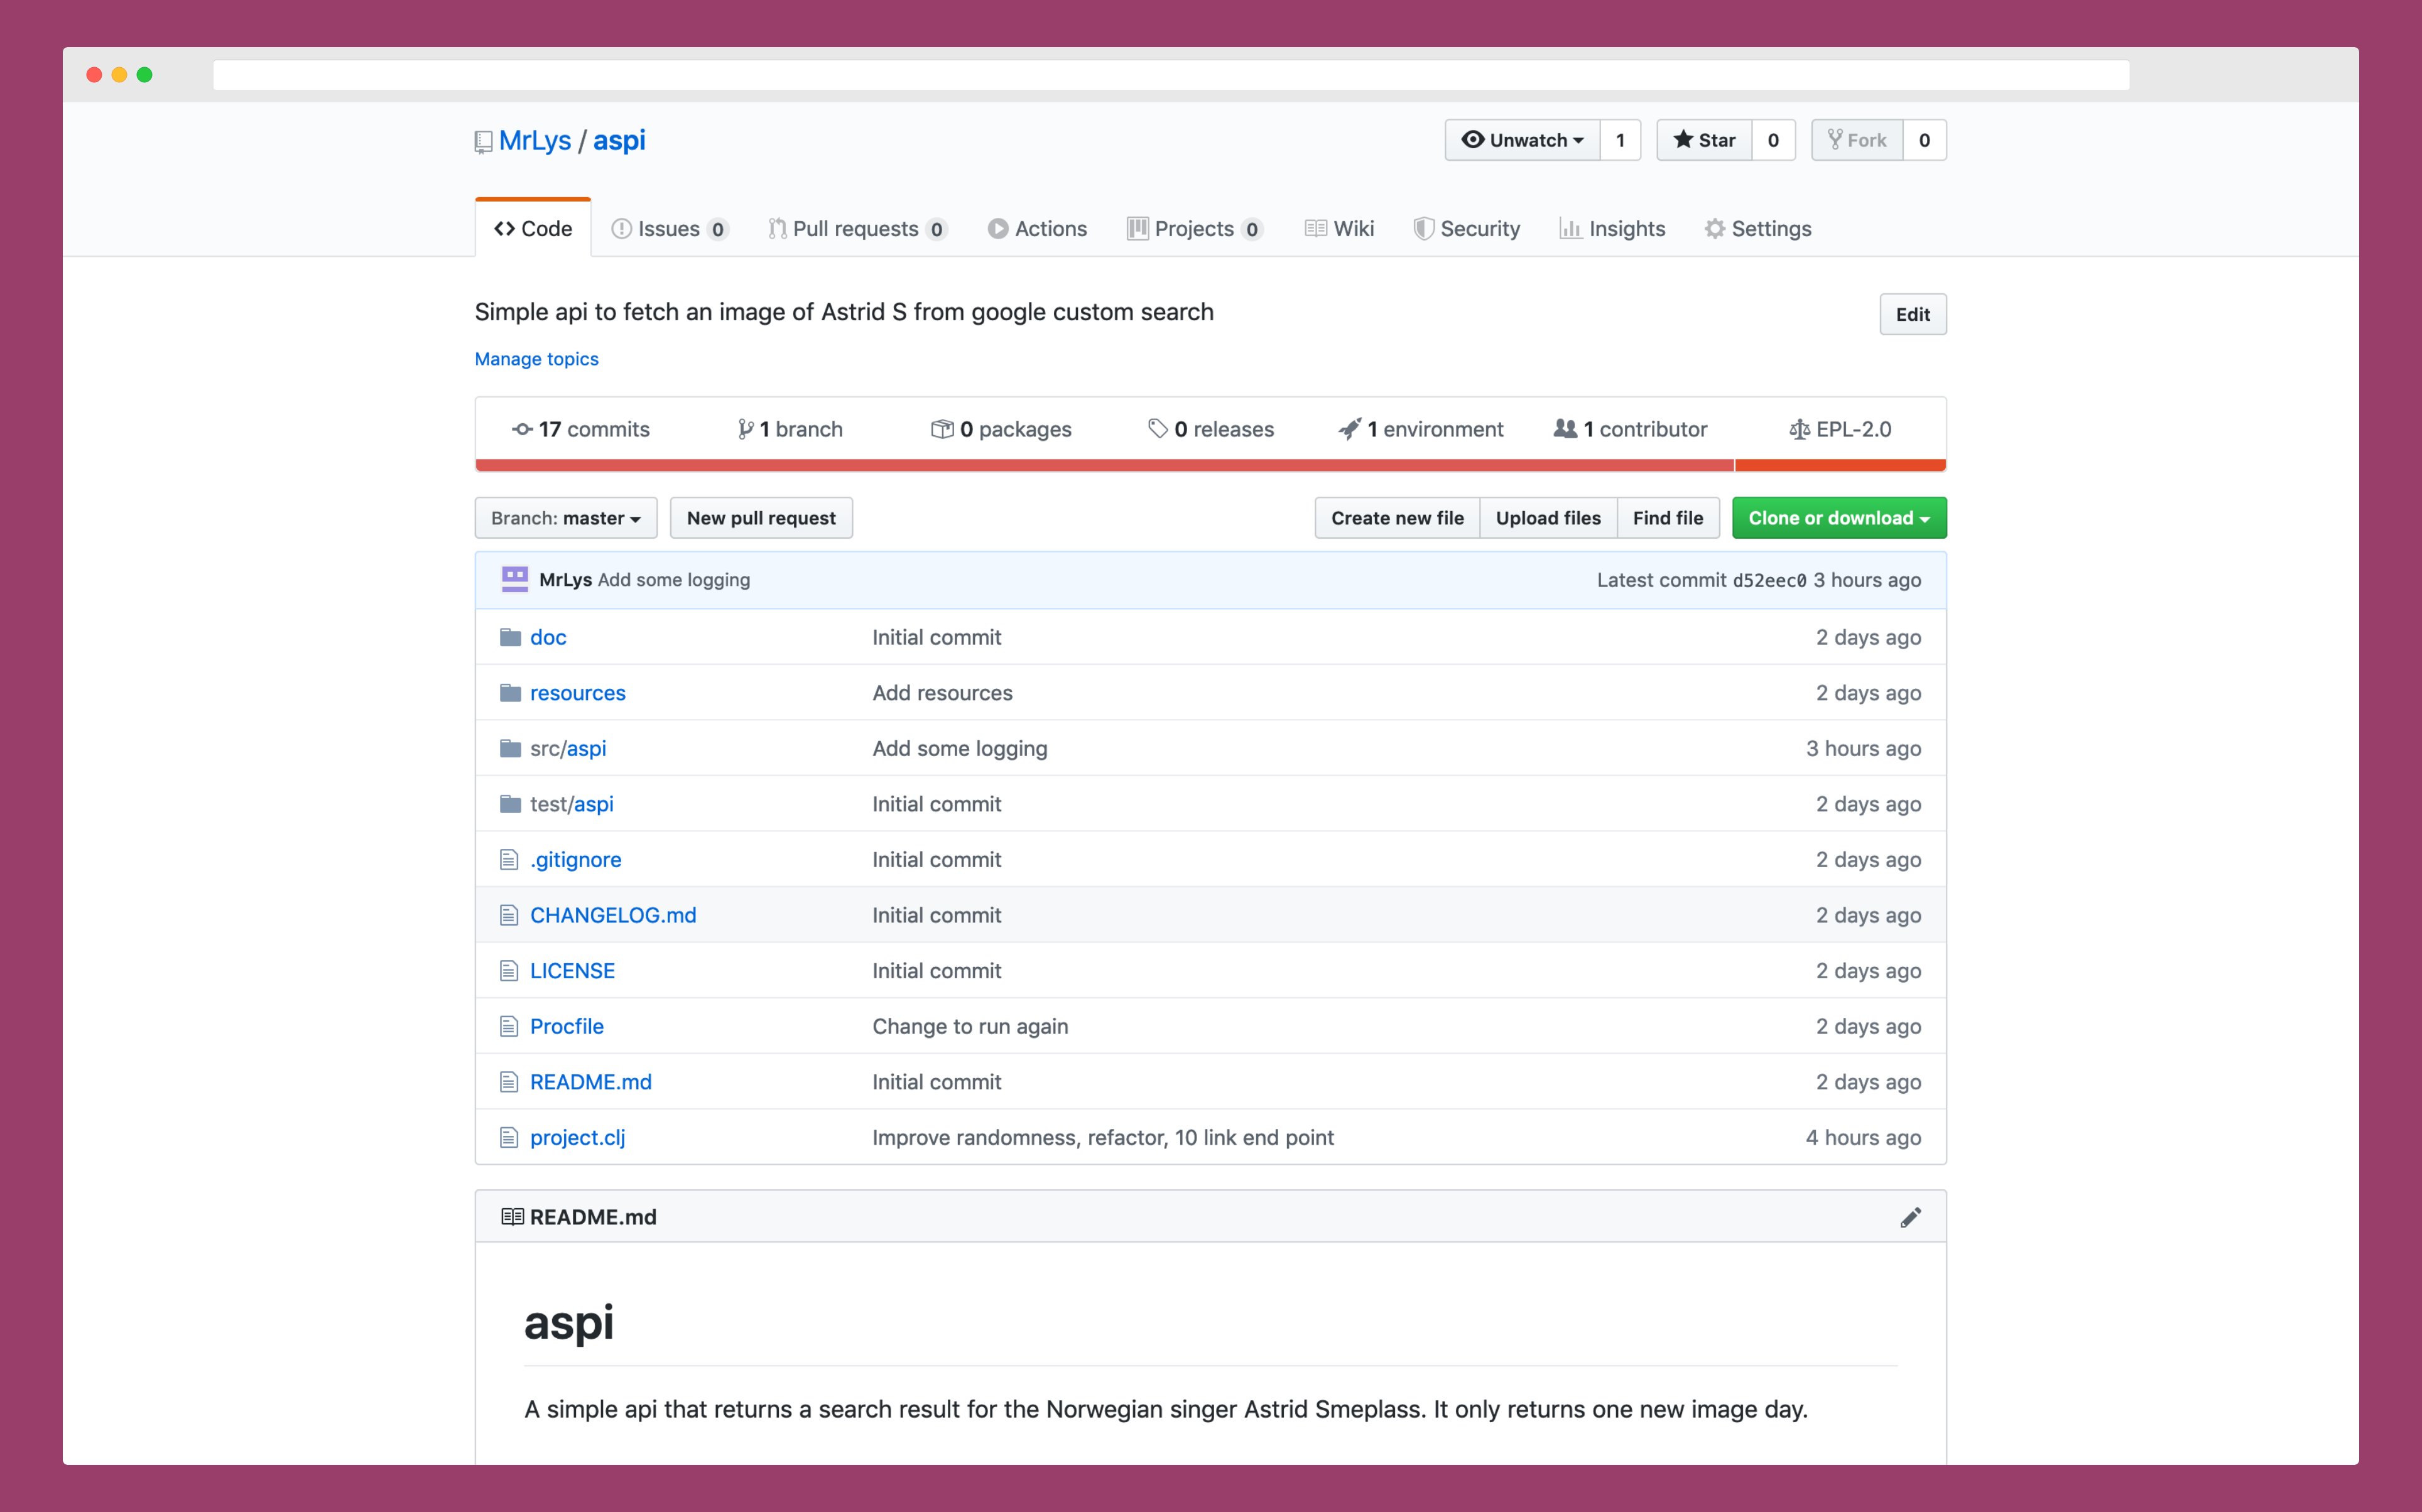 MrLys / aspi
Unwatch 1 Star 0 Fork 0
Code Issues 0 Pull requests 0 Actions Projects 0 Wiki Security Insights Settings
Simple api to fetch an image of Astrid S from google custom search
Edit
Manage topics
17 commits 1 branch 0 packages 0 releases 1 environment 1 contributor EPL-2.0
Branch: master New pull request Create new file Upload files Find file Clone or download
MrLys Add some logging Latest commit d52eec0 3 hours ago
doc Initial commit 2 days ago
resources Add resources 2 days ago
src/aspi Add some logging 3 hours ago
test/aspi Initial commit 2 days ago
.gitignore Initial commit 2 days ago
CHANGELOG.md Initial commit 2 days ago
LICENSE Initial commit 2 days ago
Procfile Change to run again 2 days ago
README.md Initial commit 2 days ago
project.clj Improve randomness, refactor, 10 link end point 4 hours ago
README.md
aspi
A simple api that returns a search result for the Norwegian singer Astrid Smeplass. It only returns one new image day.